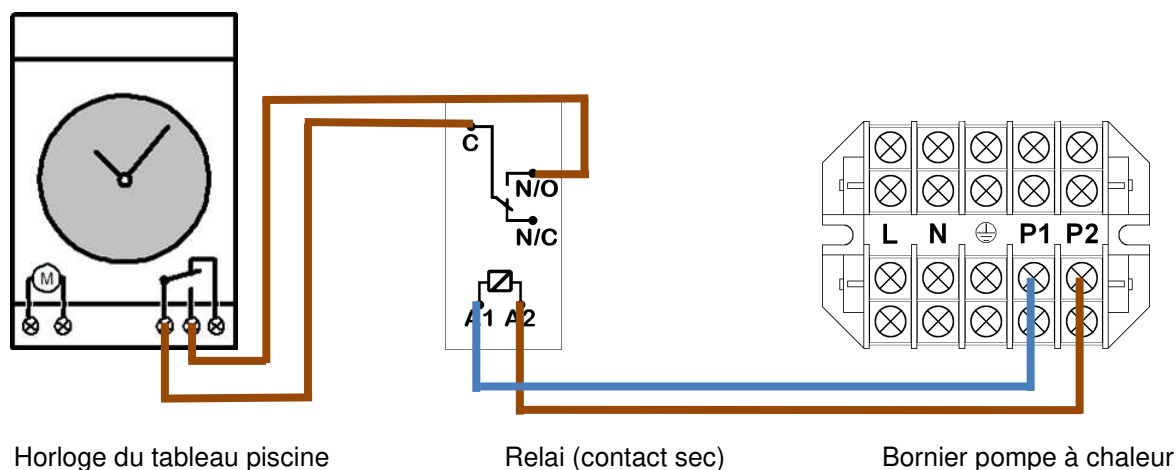 C
N/O
N/C
M
A1 A2
L N P1 P2
Horloge du tableau piscine
Relai (contact sec)
Bornier pompe à chaleur